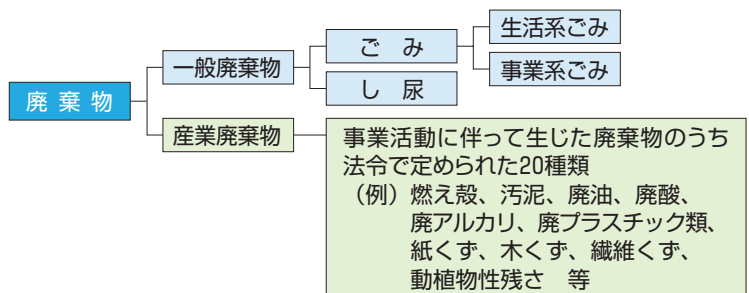 廃棄物
一般廃棄物
ごみ
生活系ごみ
事業系ごみ
し尿
産業廃棄物
事業活動に伴って生じた廃棄物のうち
法令で定められた20種類
（例）燃え殻、汚泥、廃油、廃酸、
廃アルカリ、廃プラスチック類、
紙くず、木くず、繊維くず、
動植物性残さ　等